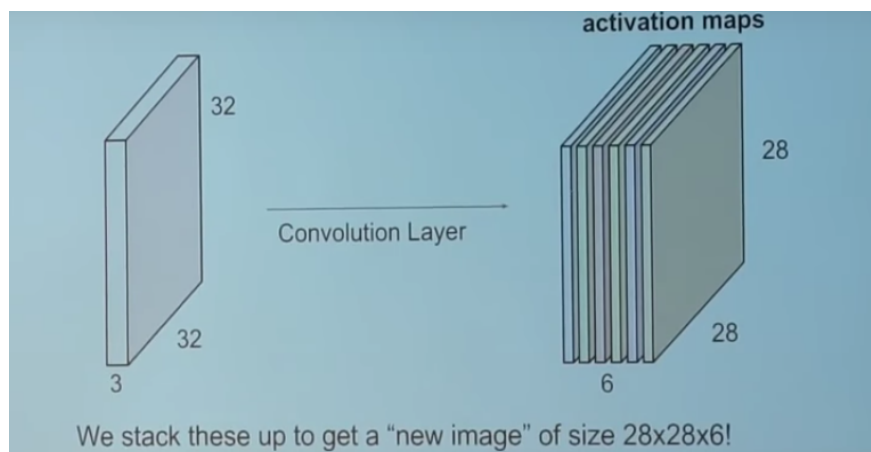 activation maps
32
28
Convolution Layer
32
28
3
6
We stack these up to get a “new image” of size 28x28x6!